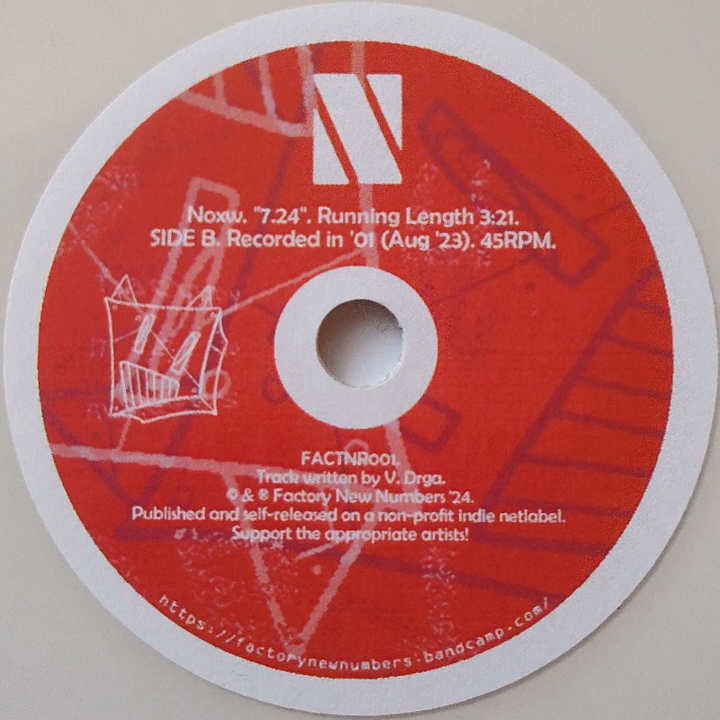 N
Noxw. "7.24". Running Length 3:21.
SIDE B. Recorded in '01 (Aug '23). 45RPM.
FACTNR001.
Track written by V. Drga.
© & ® Factory New Numbers '24.
Published and self-released on a non-profit indie netlabel.
Support the appropriate artists!
https://factorynewnumbers.bandcamp.com/